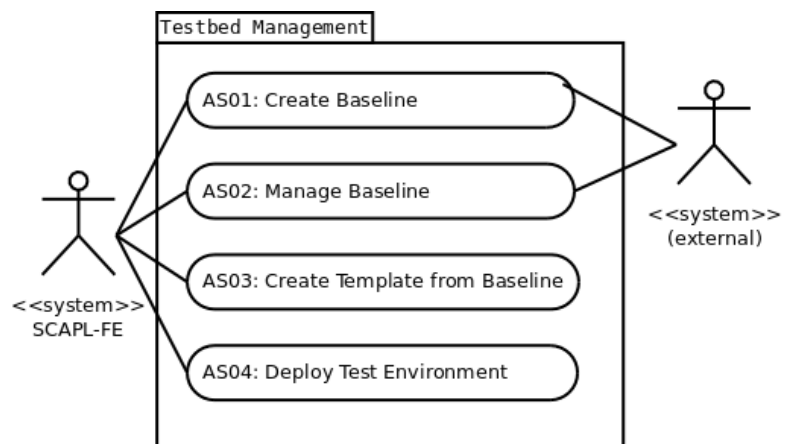 Testbed Management
AS01: Create Baseline
AS02: Manage Baseline
<<system>>
(external)
AS03: Create Template from Baseline
<<system>>
SCAPL-FE
AS04: Deploy Test Environment